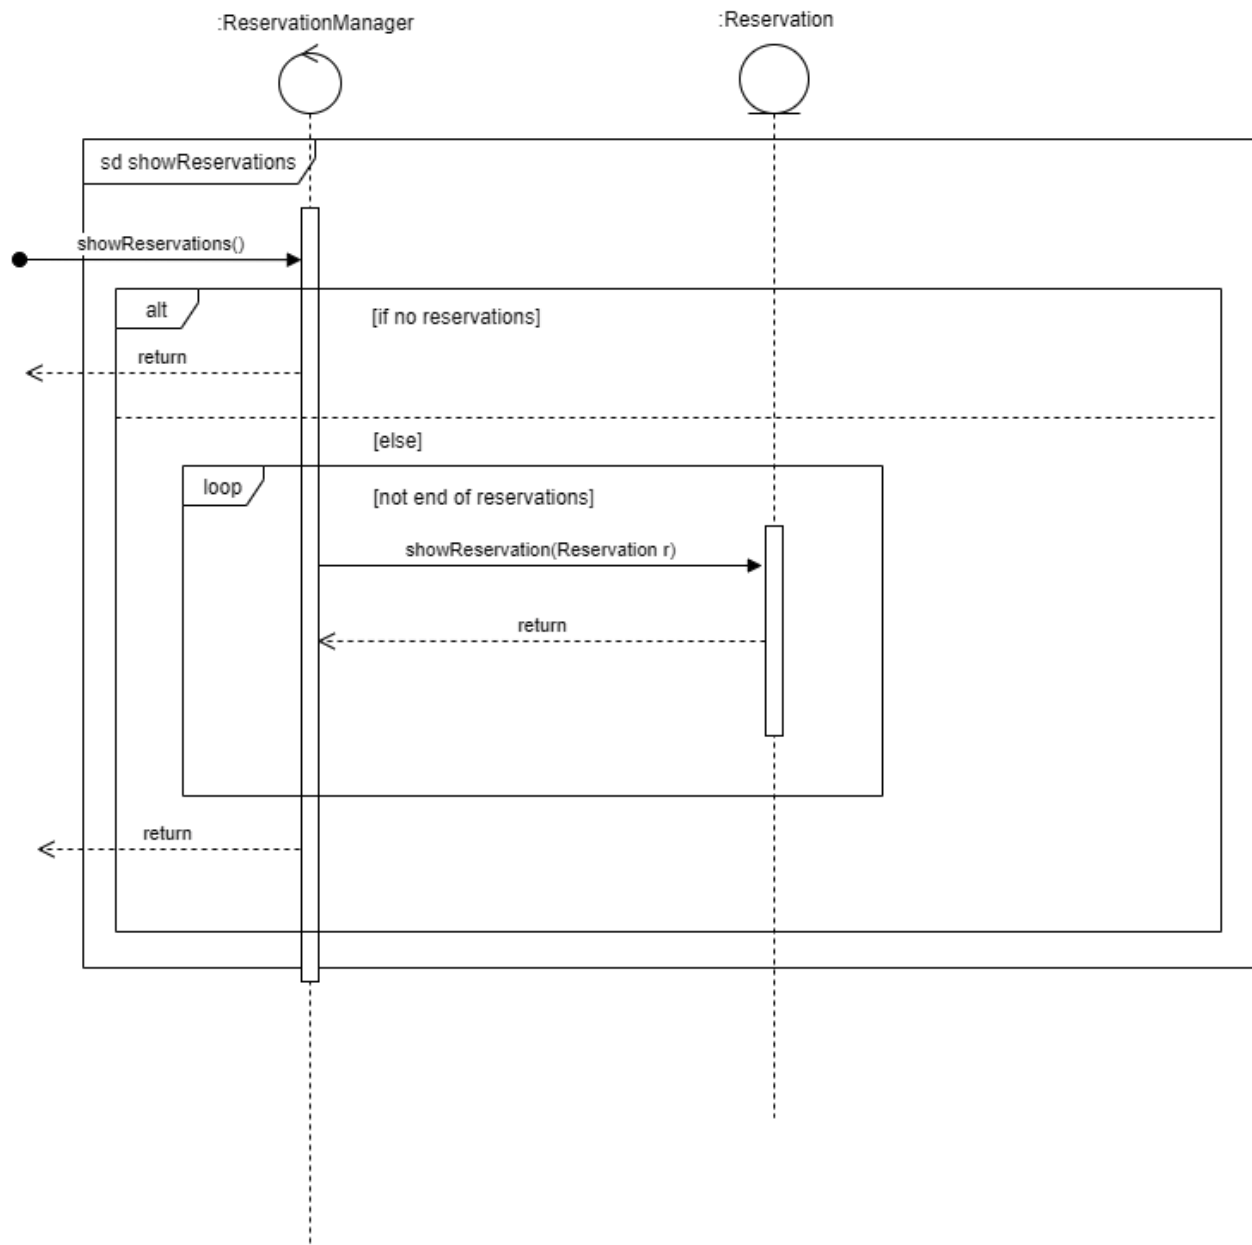 :ReservationManager
:Reservation
sd showReservations
showReservations()
alt
[if no reservations]
return
[else]
loop
[not end of reservations]
showReservation(Reservation r)
return
return